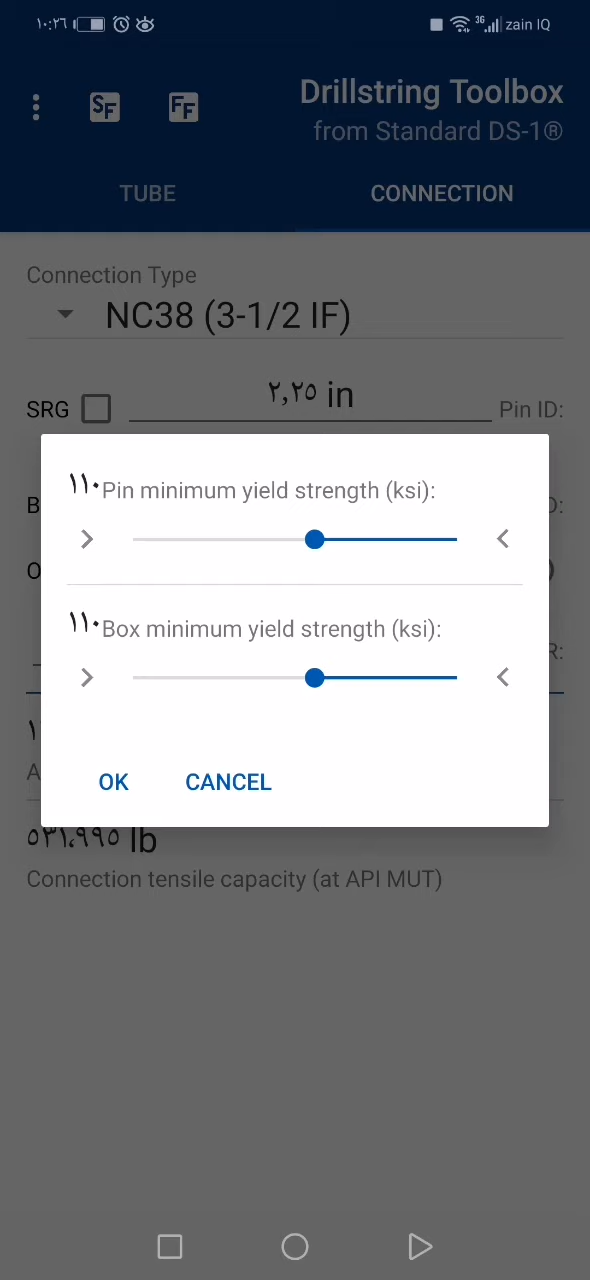 ١٠:٢٦
3G zain IQ
Drillstring Toolbox
from Standard DS-1®
TUBE CONNECTION
Connection Type
NC38 (3-1/2 IF)
SRG ٢,٢٥ in Pin ID:
١١٠ Pin minimum yield strength (ksi):
١١٠ Box minimum yield strength (ksi):
OK CANCEL
٥٣١,٩٩٥ lb
Connection tensile capacity (at API MUT)